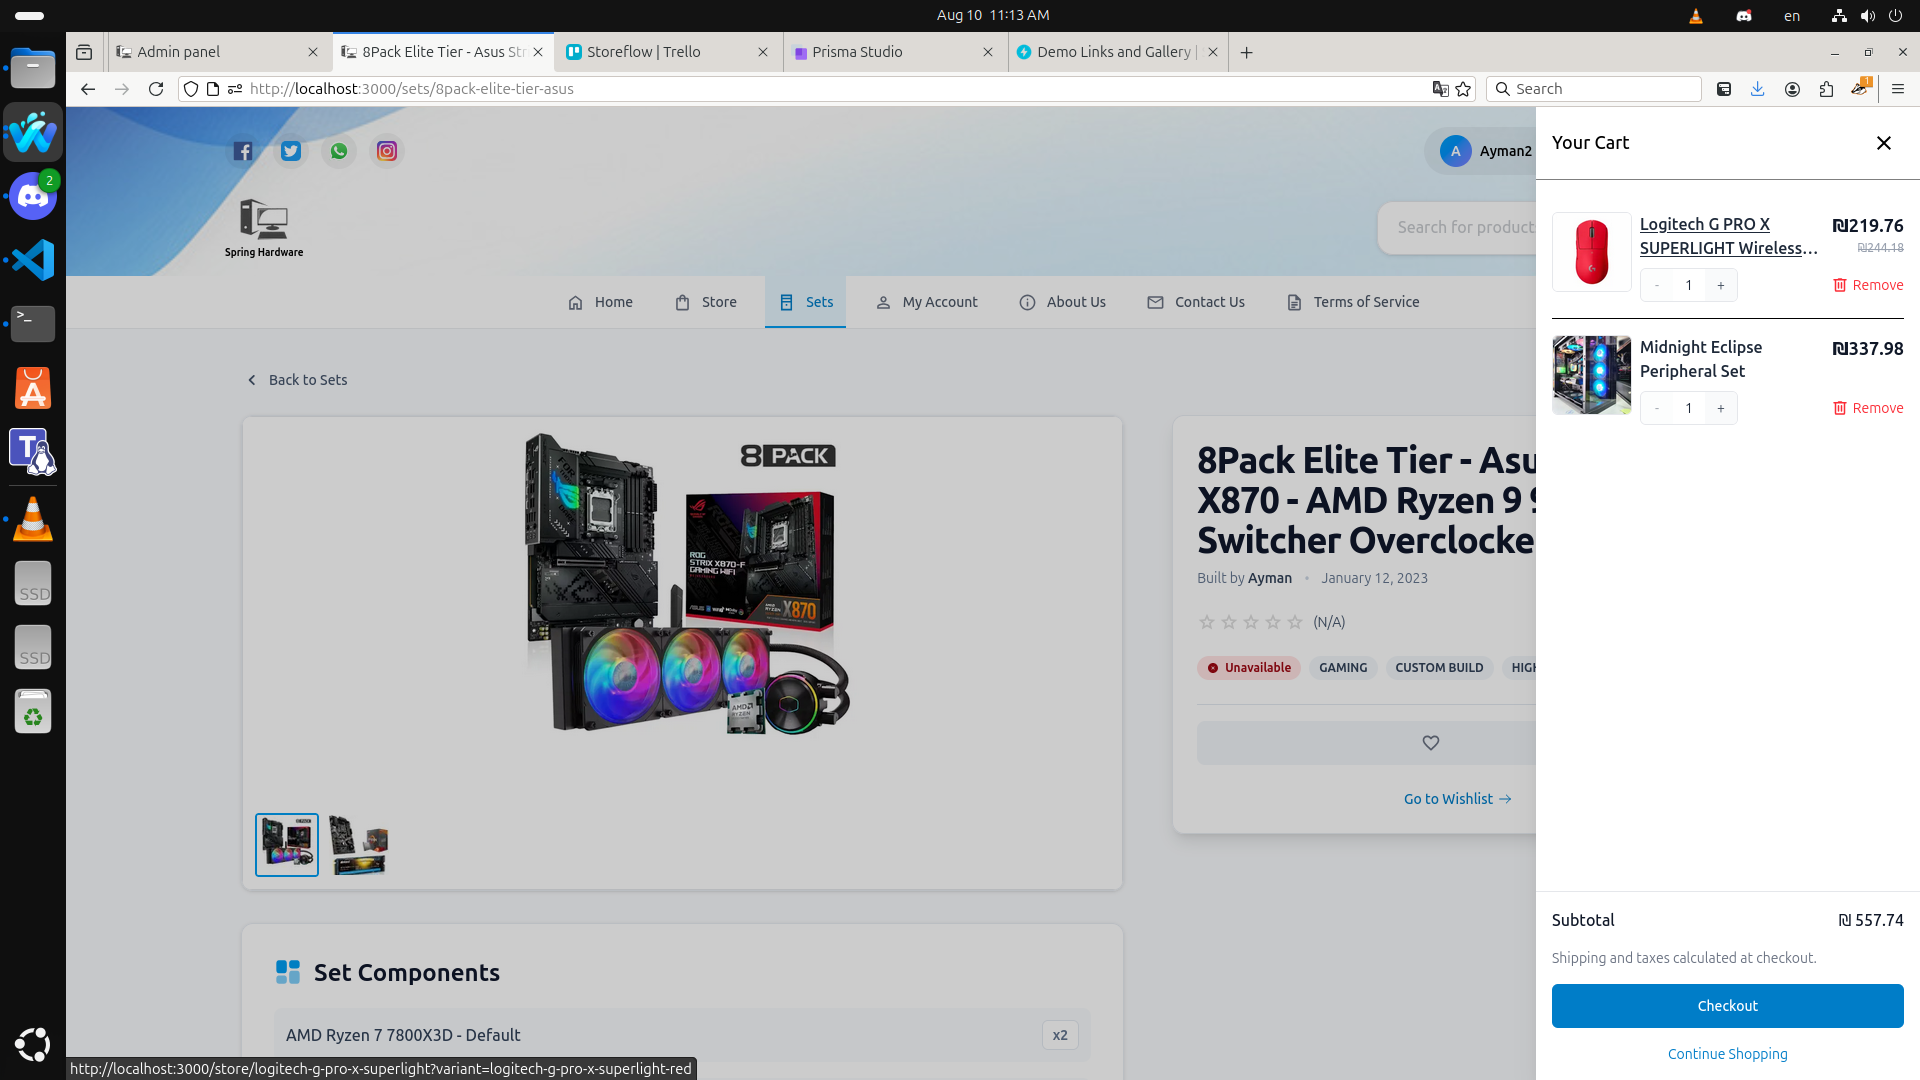 Aug 10 11:13 AM
en
Admin panel
8Pack Elite Tier - Asus Str
Storeflow | Trello
Prisma Studio
Demo Links and Gallery |
http://localhost:3000/sets/8pack-elite-tier-asus
Search
1
2
>_
A
T
SSD
SSD
A
Ayman2
Spring Hardware
Search for product
Home
Store
Sets
My Account
About Us
Contact Us
Terms of Service
Back to Sets
8PACK
ROG
STRIX X870-F
GAMING WIFI
X870
AMD
RYZEN
8Pack Elite Tier - Asu
X870 - AMD Ryzen 9 9
Switcher Overclocke
Built by Ayman • January 12, 2023
(N/A)
Unavailable
GAMING
CUSTOM BUILD
HIGH
Go to Wishlist →
Set Components
AMD Ryzen 7 7800X3D - Default
x2
http://localhost:3000/store/logitech-g-pro-x-superlight?variant=logitech-g-pro-x-superlight-red
Your Cart
Logitech G PRO X
SUPERLIGHT Wireless...
₪219.76
₪244.18
- 1 +
Remove
Midnight Eclipse
Peripheral Set
₪337.98
- 1 +
Remove
Subtotal
₪ 557.74
Shipping and taxes calculated at checkout.
Checkout
Continue Shopping